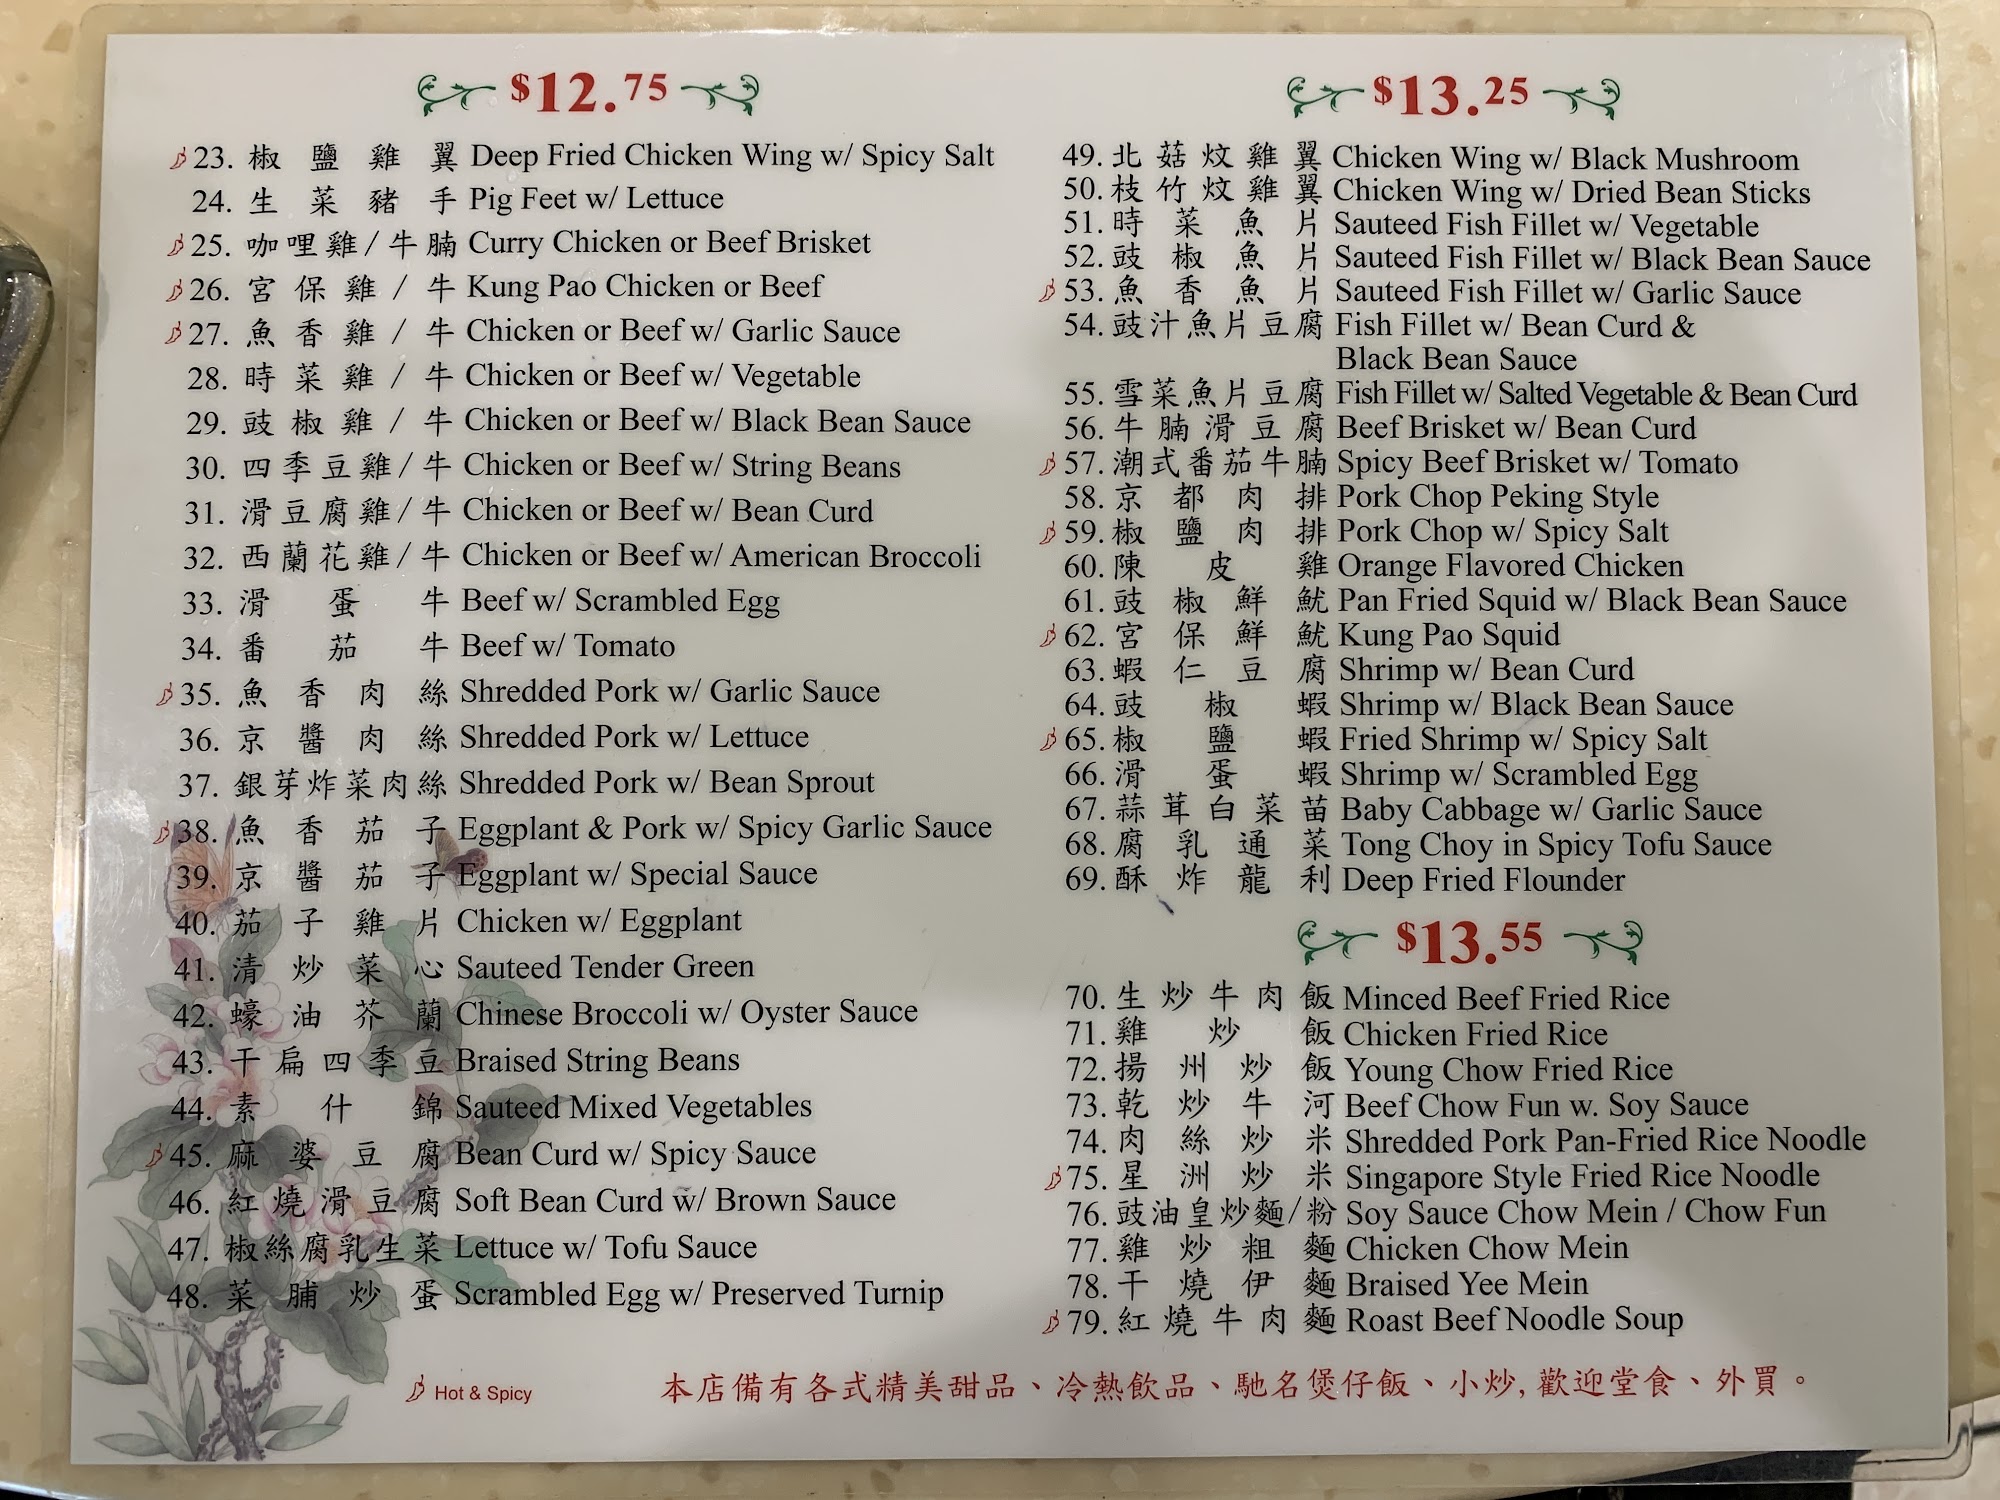 $12.75
23. 椒鹽雞翼 Deep Fried Chicken Wing w/ Spicy Salt
24. 生菜豬手 Pig Feet w/ Lettuce
25. 咖哩雞/牛腩 Curry Chicken or Beef Brisket
26. 宮保雞/牛 Kung Pao Chicken or Beef
27. 魚香雞/牛 Chicken or Beef w/ Garlic Sauce
28. 時菜雞/牛 Chicken or Beef w/ Vegetable
29. 豉椒雞/牛 Chicken or Beef w/ Black Bean Sauce
30. 四季豆雞/牛 Chicken or Beef w/ String Beans
31. 滑豆腐雞/牛 Chicken or Beef w/ Bean Curd
32. 西蘭花雞/牛 Chicken or Beef w/ American Broccoli
33. 滑蛋牛 Beef w/ Scrambled Egg
34. 番茄牛 Beef w/ Tomato
35. 魚香肉絲 Shredded Pork w/ Garlic Sauce
36. 京醬肉絲 Shredded Pork w/ Lettuce
37. 銀芽炸菜肉絲 Shredded Pork w/ Bean Sprout
38. 魚香茄子 Eggplant & Pork w/ Spicy Garlic Sauce
39. 京醬茄子 Eggplant w/ Special Sauce
40. 茄子雞片 Chicken w/ Eggplant
41. 清炒菜心 Sauteed Tender Green
42. 蠔油芥蘭 Chinese Broccoli w/ Oyster Sauce
43. 干扁四季豆 Braised String Beans
44. 素什錦 Sauteed Mixed Vegetables
45. 麻婆豆腐 Bean Curd w/ Spicy Sauce
46. 紅燒滑豆腐 Soft Bean Curd w/ Brown Sauce
47. 椒絲腐乳生菜 Lettuce w/ Tofu Sauce
48. 菜脯炒蛋 Scrambled Egg w/ Preserved Turnip
$13.25
49. 北菇炆雞翼 Chicken Wing w/ Black Mushroom
50. 枝竹炆雞翼 Chicken Wing w/ Dried Bean Sticks
51. 時菜魚片 Sauteed Fish Fillet w/ Vegetable
52. 豉椒魚片 Sauteed Fish Fillet w/ Black Bean Sauce
53. 魚香魚片 Sauteed Fish Fillet w/ Garlic Sauce
54. 豉汁魚片豆腐 Fish Fillet w/ Bean Curd &
Black Bean Sauce
55. 雪菜魚片豆腐 Fish Fillet w/ Salted Vegetable & Bean Curd
56. 牛腩滑豆腐 Beef Brisket w/ Bean Curd
57. 潮式番茄牛腩 Spicy Beef Brisket w/ Tomato
58. 京都肉排 Pork Chop Peking Style
59. 椒鹽肉排 Pork Chop w/ Spicy Salt
60. 陳皮雞 Orange Flavored Chicken
61. 豉椒鮮魷 Pan Fried Squid w/ Black Bean Sauce
62. 宮保鮮魷 Kung Pao Squid
63. 蝦仁豆腐 Shrimp w/ Bean Curd
64. 豉椒蝦 Shrimp w/ Black Bean Sauce
65. 椒鹽蝦 Fried Shrimp w/ Spicy Salt
66. 滑蛋蝦 Shrimp w/ Scrambled Egg
67. 蒜茸白菜苗 Baby Cabbage w/ Garlic Sauce
68. 腐乳通菜 Tong Choy in Spicy Tofu Sauce
69. 酥炸龍利 Deep Fried Flounder
$13.55
70. 生炒牛肉飯 Minced Beef Fried Rice
71. 雞炒飯 Chicken Fried Rice
72. 揚州炒飯 Young Chow Fried Rice
73. 乾炒牛河 Beef Chow Fun w. Soy Sauce
74. 肉絲炒米 Shredded Pork Pan-Fried Rice Noodle
75. 星洲炒米 Singapore Style Fried Rice Noodle
76. 豉油皇炒麵/粉 Soy Sauce Chow Mein / Chow Fun
77. 雞炒粗麵 Chicken Chow Mein
78. 干燒伊麵 Braised Yee Mein
79. 紅燒牛肉麵 Roast Beef Noodle Soup
Hot & Spicy
本店備有各式精美甜品、冷熱飲品、馳名煲仔飯、小炒, 歡迎堂食、外買。